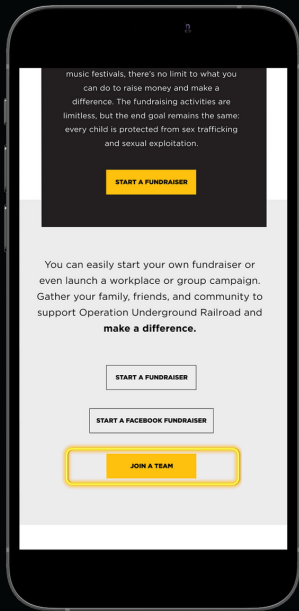 music festivals, there's no limit to what you
can do to raise money and make a
difference. The fundraising activities are
limitless, but the end goal remains the same:
every child is protected from sex trafficking
and sexual exploitation.
START A FUNDRAISER
You can easily start your own fundraiser or
even launch a workplace or group campaign.
Gather your family, friends, and community to
support Operation Underground Railroad and
make a difference.
START A FUNDRAISER
START A FACEBOOK FUNDRAISER
JOIN A TEAM